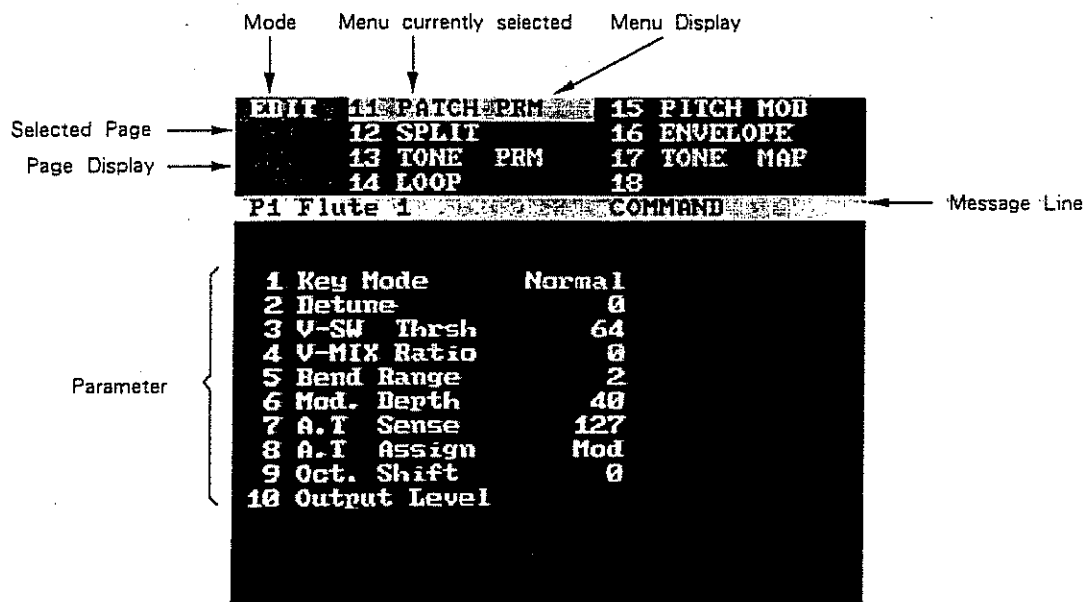 Mode Menu currently selected Menu Display
EDIT 11 PATCH PRM 15 PITCH MOD
Selected Page 12 SPLIT 16 ENVELOPE
Page Display 13 TONE PRM 17 TONE MAP
14 LOOP 18
P1 Flute 1 COMMAND Message Line
1 Key Mode Normal
2 Detune 0
3 V-SW Thrsh 64
4 V-MIX Ratio 0
5 Bend Range 2
Parameter 6 Mod. Depth 40
7 A.T Sense 127
8 A.T Assign Mod
9 Oct. Shift 0
10 Output Level